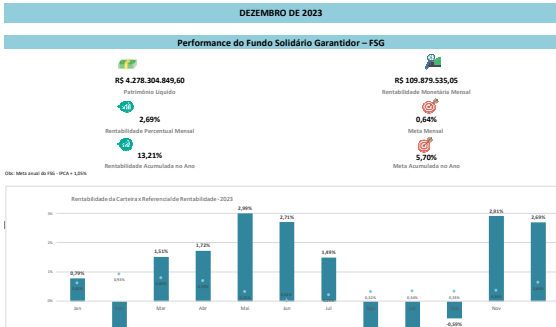 DEZEMBRO DE 2023
Performance do Fundo Solidário Garantidor – FSG
R$ 4.278.304.849,60
Patrimônio Líquido
R$ 109.879.535,05
Rentabilidade Monetária Mensal
2,69%
Rentabilidade Percentual Mensal
0,64%
Meta Mensal
13,21%
Rentabilidade Acumulada no Ano
5,70%
Meta Acumulada no Ano
Obs: Meta anual do FSG - IPCA + 1,05%
Rentabilidade da Carteira x Referencial de Rentabilidade - 2023
3%
2%
1%
0%
0,79%
1,51%
1,72%
2,99%
2,71%
1,49%
-0,59%
2,91%
2,69%
Jan
Mar
Abr
Mai
Jun
Jul
Nov